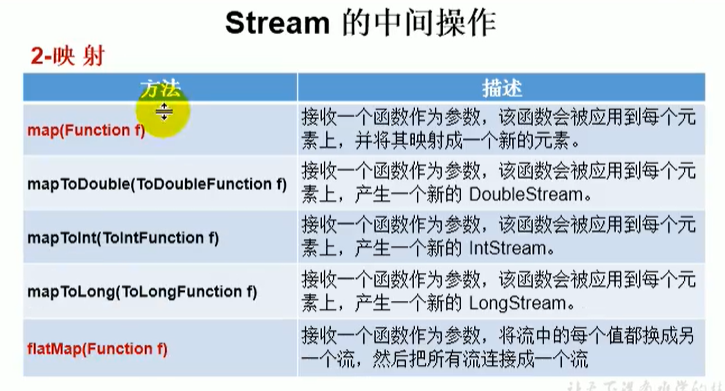 Stream 的中间操作
2-映 射
方法
描述
map(Function f)
接收一个函数作为参数，该函数会被应用到每个元
素上，并将其映射成一个新的元素。
mapToDouble(ToDoubleFunction f)
接收一个函数作为参数，该函数会被应用到每个元
素上，产生一个新的 DoubleStream。
mapToInt(ToIntFunction f)
接收一个函数作为参数，该函数会被应用到每个元
素上，产生一个新的 IntStream。
mapToLong(ToLongFunction f)
接收一个函数作为参数，该函数会被应用到每个元
素上，产生一个新的 LongStream。
flatMap(Function f)
接收一个函数作为参数，将流中的每个值都换成另
一个流，然后把所有流连接成一个流